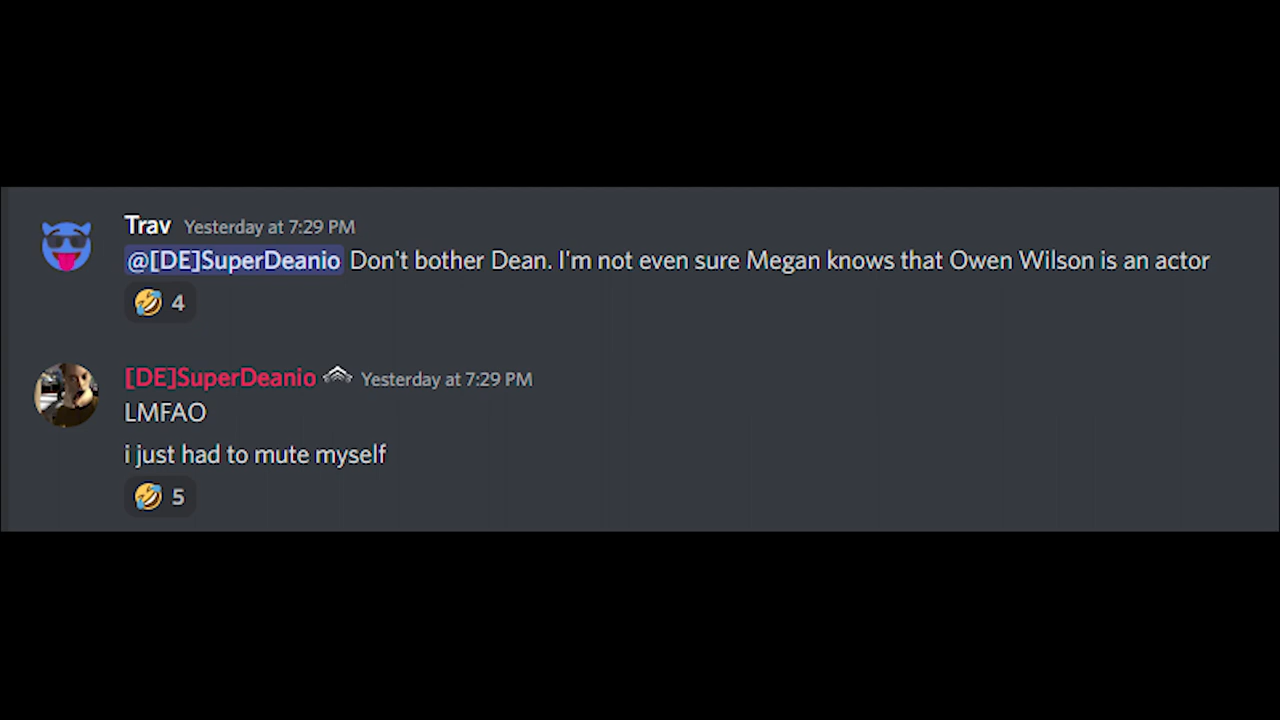 Trav Yesterday at 7:29 PM
@[DE]SuperDeanio Don't bother Dean. I'm not even sure Megan knows that Owen Wilson is an actor
🤣 4
[DE]SuperDeanio Yesterday at 7:29 PM
LMFAO
i just had to mute myself
🤣 5